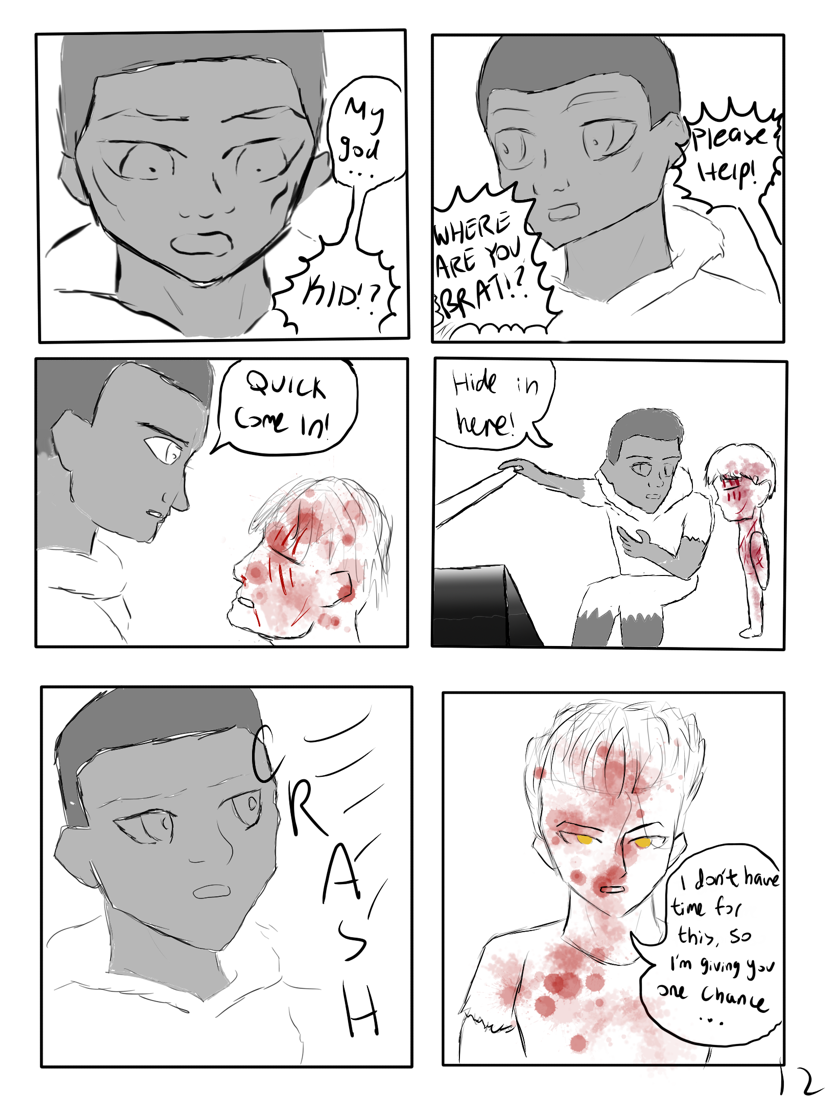 My
god
...
KID!?
Please
Help!
WHERE
ARE YOU
BRAT!?
QUICK
Come In!
Hide in
here!
CRASH
I don't have
time for
this, so
I'm giving you
one chance
...
12